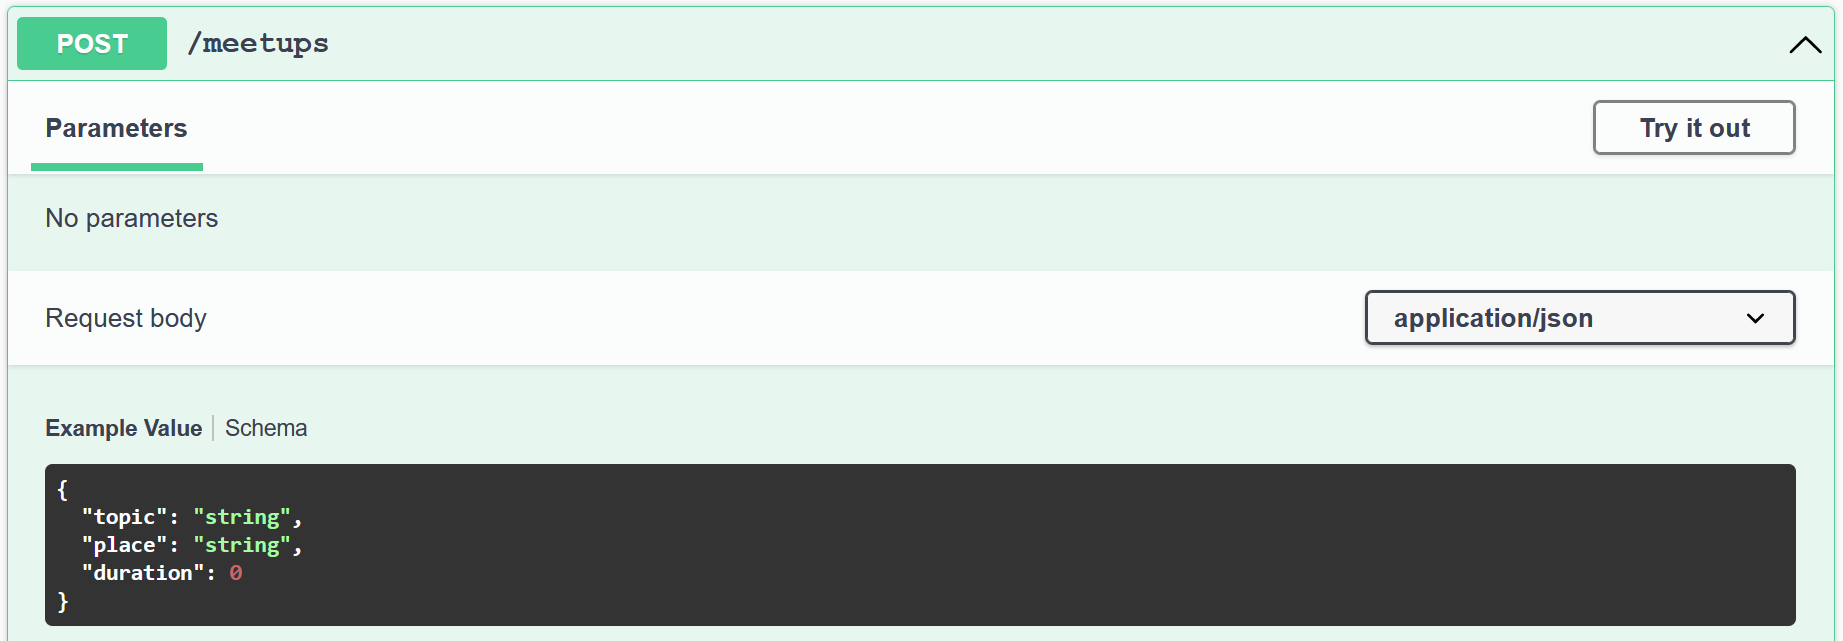 POST /meetups
Parameters Try it out
No parameters
Request body application/json
Example Value Schema
{
  "topic": "string",
  "place": "string",
  "duration": 0
}